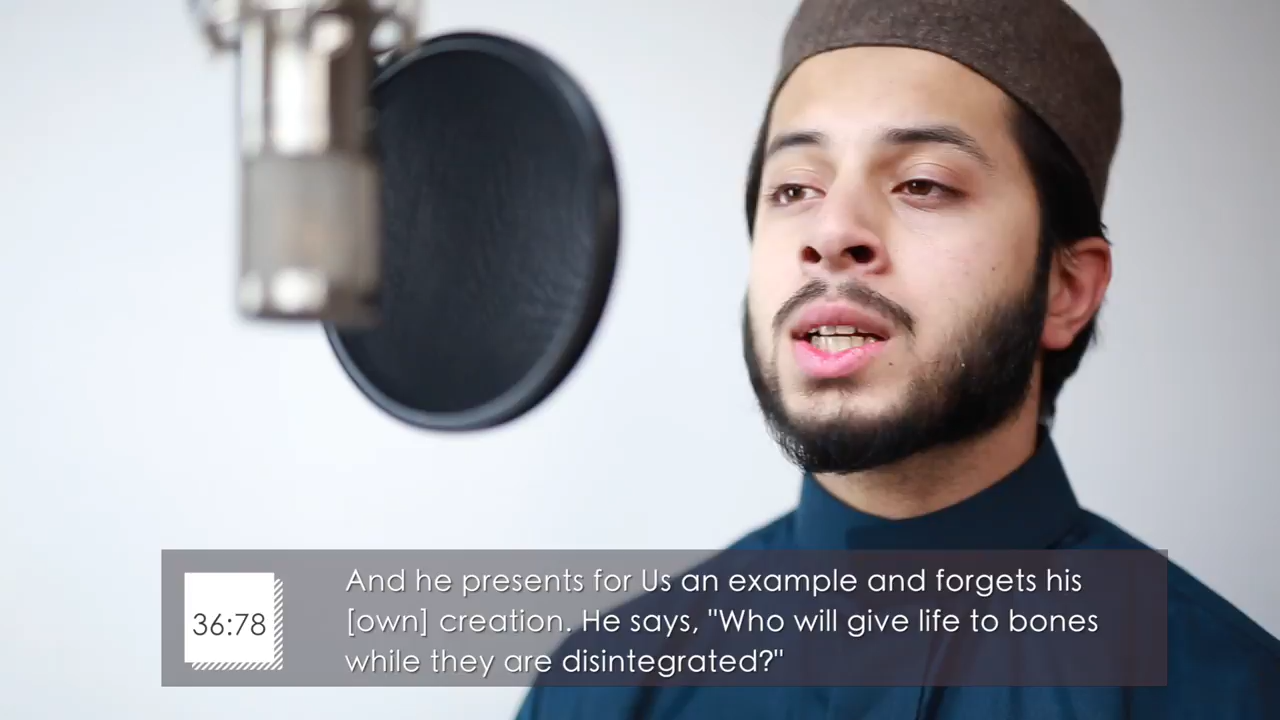 36:78
And he presents for Us an example and forgets his
[own] creation. He says, "Who will give life to bones
while they are disintegrated?"